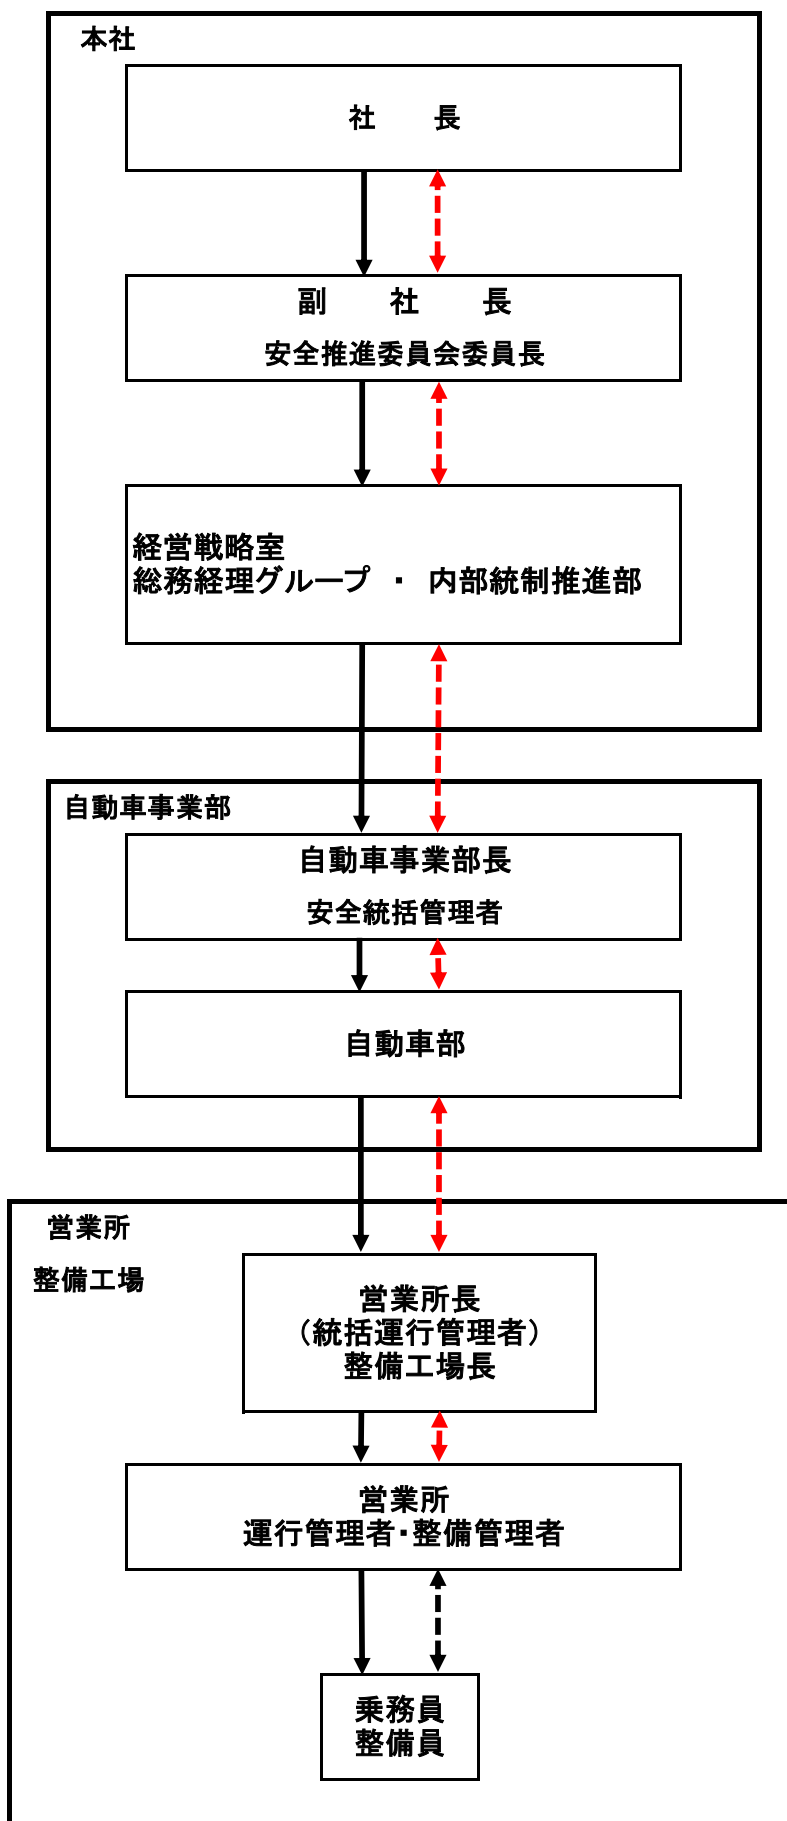 本社
社　　長
副　　社　　長
安全推進委員会委員長
経営戦略室
総務経理グループ　・　内部統制推進部
自動車事業部
自動車事業部長
安全統括管理者
自動車部
営業所
整備工場
営業所長
（統括運行管理者）
整備工場長
営業所
運行管理者・整備管理者
乗務員
整備員